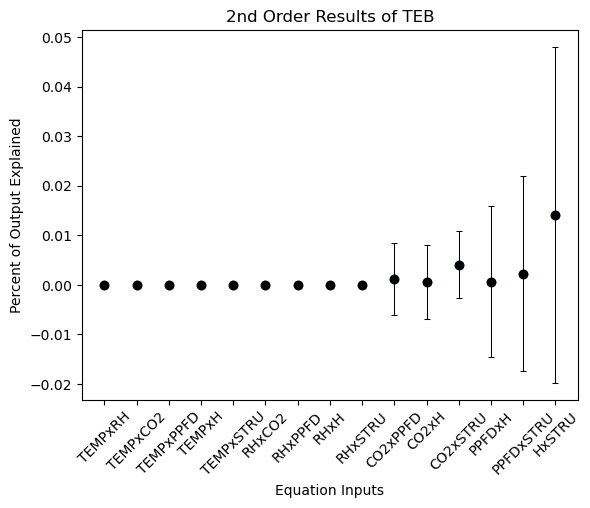 2nd Order Results of TEB
Percent of Output Explained
0.05
0.04
0.03
0.02
0.01
0.00
−0.01
−0.02
TEMPxRH
TEMPxCO2
TEMPxPPFD
TEMPxH
TEMPxSTRU
RHxCO2
RHxPPFD
RHxH
RHxSTRU
CO2xPPFD
CO2xH
CO2xSTRU
PPFDxH
PPFDxSTRU
HxSTRU
Equation Inputs